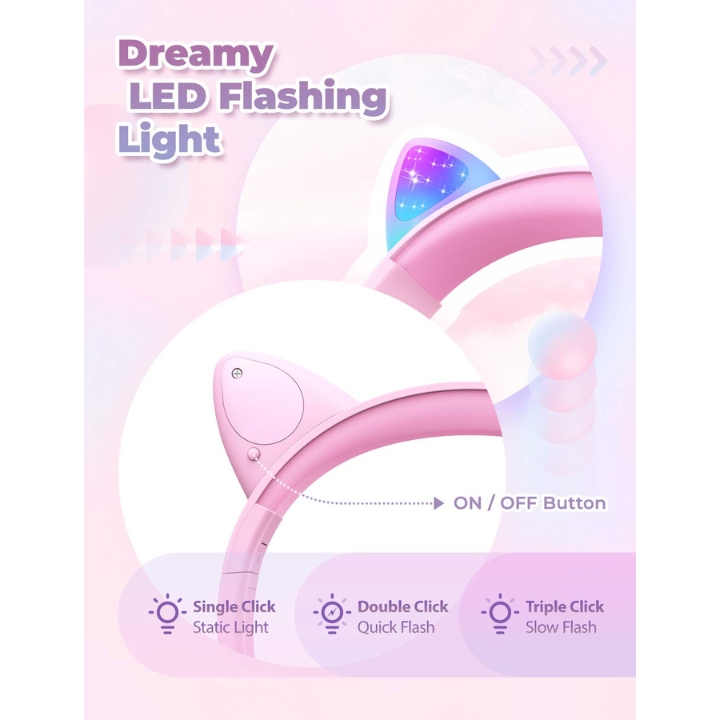 Dreamy
LED Flashing
Light
ON / OFF Button
Single Click
Static Light
Double Click
Quick Flash
Triple Click
Slow Flash